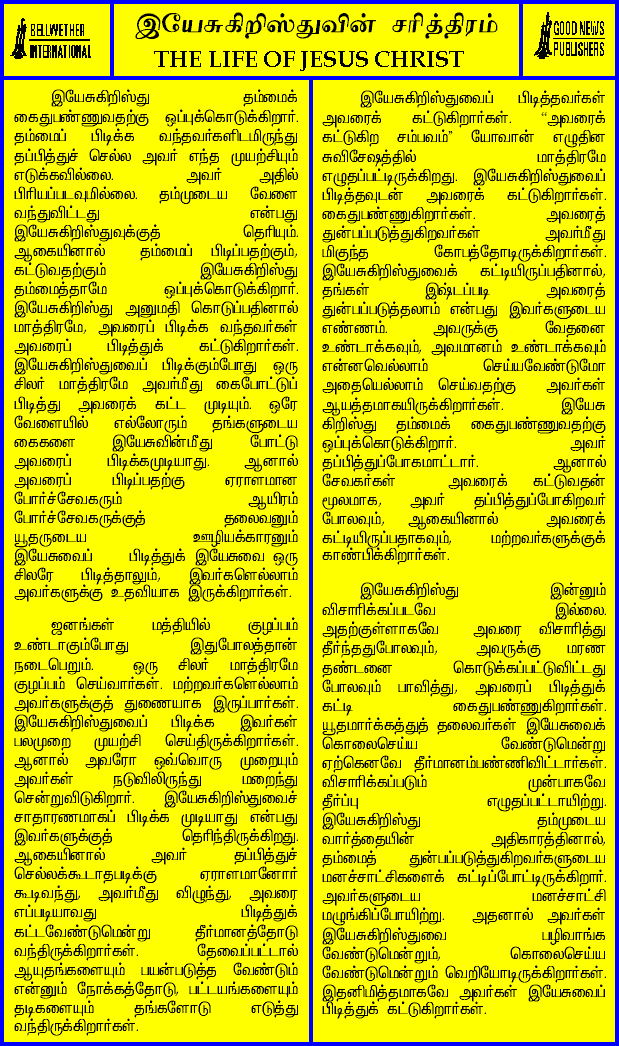 BELLWETHER
INTERNATIONAL
இயேசுகிறிஸ்துவின் சரித்திரம்
THE LIFE OF JESUS CHRIST
GOOD NEWS
PUBLISHERS
இயேசுகிறிஸ்து தம்மைக்
கைதுபண்ணுவதற்கு ஒப்புக்கொடுக்கிறார்.
தம்மைப் பிடிக்க வந்தவர்களிடமிருந்து
தப்பித்துச் செல்ல அவர் எந்த முயற்சியும்
எடுக்கவில்லை. அவர் அதில்
பிரியப்படவுமில்லை. தம்முடைய வேளை
வந்துவிட்டது என்பது
இயேசுகிறிஸ்துவுக்குத் தெரியும்.
ஆகையினால் தம்மைப் பிடிப்பதற்கும்,
கட்டுவதற்கும் இயேசுகிறிஸ்து
தம்மைத்தாமே ஒப்புக்கொடுக்கிறார்.
இயேசுகிறிஸ்து அனுமதி கொடுப்பதினால்
மாத்திரமே, அவரைப் பிடிக்க வந்தவர்கள்
அவரைப் பிடித்துக் கட்டுகிறார்கள்.
இயேசுகிறிஸ்துவைப் பிடிக்கும்போது ஒரு
சிலர் மாத்திரமே அவர்மீது கைபோட்டுப்
பிடித்து அவரைக் கட்ட முடியும். ஒரே
வேளையில் எல்லோரும் தங்களுடைய
கைகளை இயேசுவின்மீது போட்டு
அவரைப் பிடிக்கமுடியாது. ஆனால்
அவரைப் பிடிப்பதற்கு ஏராளமான
போர்ச்சேவகரும் ஆயிரம்
போர்ச்சேவகருக்குத் தலைவனும்
யூதருடைய ஊழியக்காரனும்
இயேசுவைப் பிடித்துக் இயேசுவை ஒரு
சிலரே பிடித்தாலும், இவர்களெல்லாம்
அவர்களுக்கு உதவியாக இருக்கிறார்கள்.
ஜனங்கள் மத்தியில் குழப்பம்
உண்டாகும்போது இதுபோலத்தான்
நடைபெறும். ஒரு சிலர் மாத்திரமே
குழப்பம் செய்வார்கள். மற்றவர்களெல்லாம்
அவர்களுக்குத் துணையாக இருப்பார்கள்.
இயேசுகிறிஸ்துவைப் பிடிக்க இவர்கள்
பலமுறை முயற்சி செய்திருக்கிறார்கள்.
ஆனால் அவரோ ஒவ்வொரு முறையும்
அவர்கள் நடுவிலிருந்து மறைந்து
சென்றுவிடுகிறார். இயேசுகிறிஸ்துவைச்
சாதாரணமாகப் பிடிக்க முடியாது என்பது
இவர்களுக்குத் தெரிந்திருக்கிறது.
ஆகையினால் அவர் தப்பித்துச்
செல்லக்கூடாதபடிக்கு ஏராளமானோர்
கூடிவந்து, அவர்மீது விழுந்து, அவரை
எப்படியாவது பிடித்துக்
கட்டவேண்டுமென்று தீர்மானத்தோடு
வந்திருக்கிறார்கள். தேவைப்பட்டால்
ஆயுதங்களையும் பயன்படுத்த வேண்டும்
என்னும் நோக்கத்தோடு, பட்டயங்களையும்
தடிகளையும் தங்களோடு எடுத்து
வந்திருக்கிறார்கள்.
இயேசுகிறிஸ்துவைப் பிடித்தவர்கள்
அவரைக் கட்டுகிறார்கள். “அவரைக்
கட்டுகிற சம்பவம்” யோவான் எழுதின
சுவிசேஷத்தில் மாத்திரமே
எழுதப்பட்டிருக்கிறது. இயேசுகிறிஸ்துவைப்
பிடித்தவுடன் அவரைக் கட்டுகிறார்கள்.
கைதுபண்ணுகிறார்கள். அவரைத்
துன்பப்படுத்துகிறவர்கள் அவர்மீது
மிகுந்த கோபத்தோடிருக்கிறார்கள்.
இயேசுகிறிஸ்துவைக் கட்டியிருப்பதினால்,
தங்கள் இஷ்டப்படி அவரைத்
துன்பப்படுத்தலாம் என்பது இவர்களுடைய
எண்ணம். அவருக்கு வேதனை
உண்டாக்கவும், அவமானம் உண்டாக்கவும்
என்னவெல்லாம் செய்யவேண்டுமோ
அதையெல்லாம் செய்வதற்கு அவர்கள்
ஆயத்தமாகயிருக்கிறார்கள். இயேசு
கிறிஸ்து தம்மைக் கைதுபண்ணுவதற்கு
ஒப்புக்கொடுக்கிறார். அவர்
தப்பித்துப்போகமாட்டார். ஆனால்
சேவகர்கள் அவரைக் கட்டுவதன்
மூலமாக, அவர் தப்பித்துப்போகிறவர்
போலவும், ஆகையினால் அவரைக்
கட்டியிருப்பதாகவும், மற்றவர்களுக்குக்
காண்பிக்கிறார்கள்.
இயேசுகிறிஸ்து இன்னும்
விசாரிக்கப்படவே இல்லை.
அதற்குள்ளாகவே அவரை விசாரித்து
தீர்ந்ததுபோலவும், அவருக்கு மரண
தண்டனை கொடுக்கப்பட்டுவிட்டது
போலவும் பாவித்து, அவரைப் பிடித்துக்
கட்டி கைதுபண்ணுகிறார்கள்.
யூதமார்க்கத்துத் தலைவர்கள் இயேசுவைக்
கொலைசெய்ய வேண்டுமென்று
ஏற்கெனவே தீர்மானம்பண்ணிவிட்டார்கள்.
விசாரிக்கப்படும் முன்பாகவே
தீர்ப்பு எழுதப்பட்டாயிற்று.
இயேசுகிறிஸ்து தம்முடைய
வார்த்தையின் அதிகாரத்தினால்,
தம்மைத் துன்பப்படுத்துகிறவர்களுடைய
மனச்சாட்சிகளைக் கட்டிப்போட்டிருக்கிறார்.
அவர்களுடைய மனச்சாட்சி
மழுங்கிப்போயிற்று. அதனால் அவர்கள்
இயேசுகிறிஸ்துவை பழிவாங்க
வேண்டுமென்றும், கொலைசெய்ய
வேண்டுமென்றும் வெறியோடிருக்கிறார்கள்.
இதனிமித்தமாகவே அவர்கள் இயேசுவைப்
பிடித்துக் கட்டுகிறார்கள்.